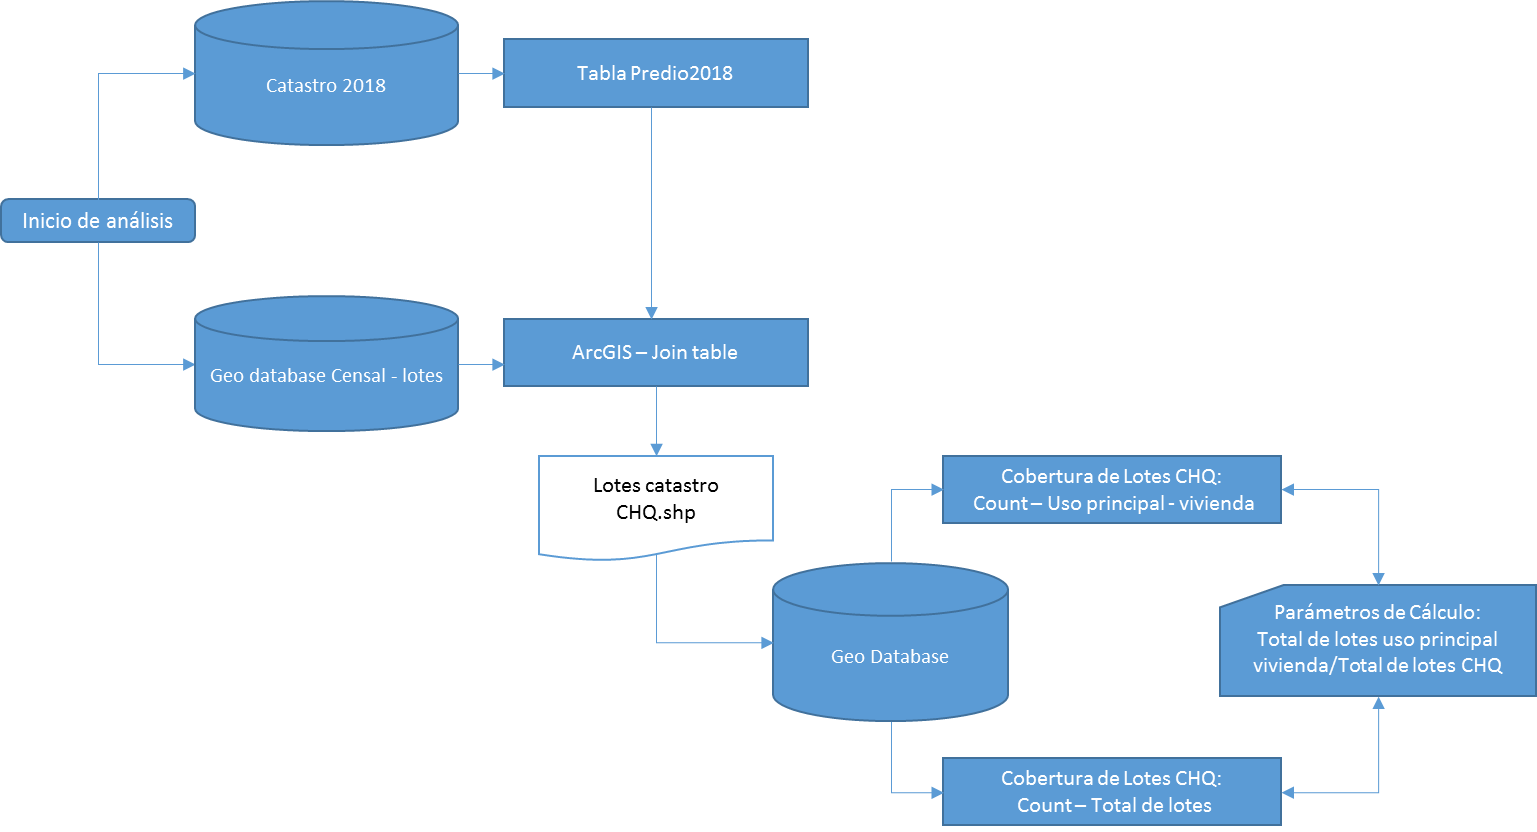 Catastro 2018
Tabla Predio2018
Inicio de análisis
Geo database Censal - lotes
ArcGIS – Join table
Lotes catastro
CHQ.shp
Geo Database
Cobertura de Lotes CHQ:
Count – Uso principal - vivienda
Parámetros de Cálculo:
Total de lotes uso principal
vivienda/Total de lotes CHQ
Cobertura de Lotes CHQ:
Count – Total de lotes